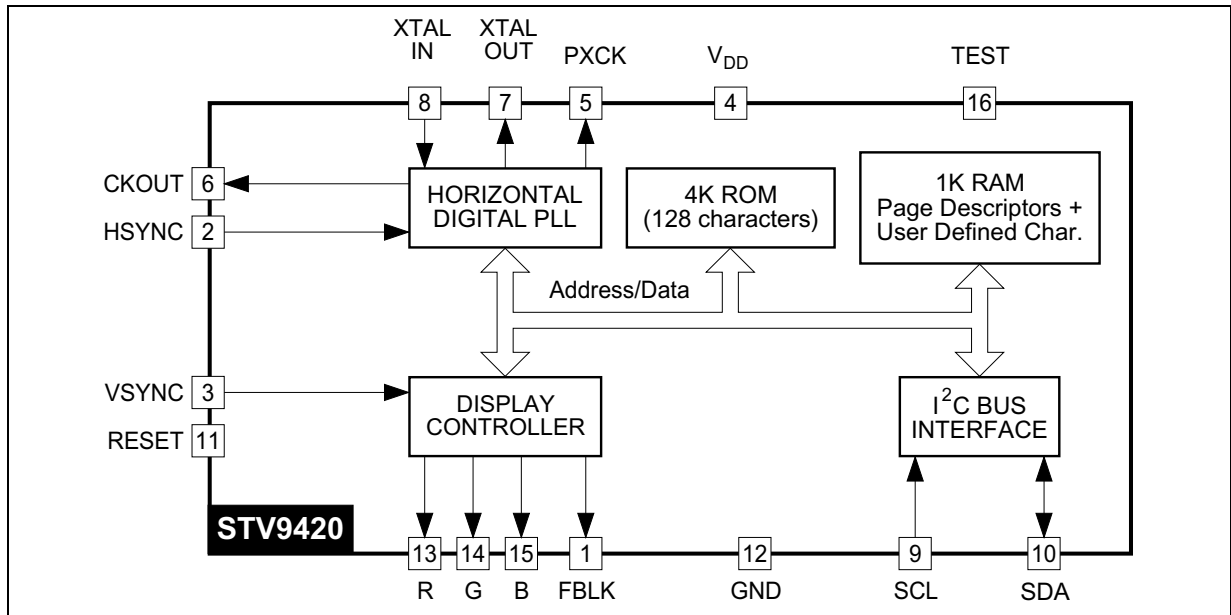 XTAL IN
XTAL OUT
PXCK
V_DD
TEST
8
7
5
4
16
CKOUT 6
HSYNC 2
HORIZONTAL
DIGITAL PLL
4K ROM
(128 characters)
1K RAM
Page Descriptors +
User Defined Char.
Address/Data
VSYNC 3
RESET 11
DISPLAY
CONTROLLER
I²C BUS
INTERFACE
STV9420
13
14
15
1
12
9
10
R
G
B
FBLK
GND
SCL
SDA